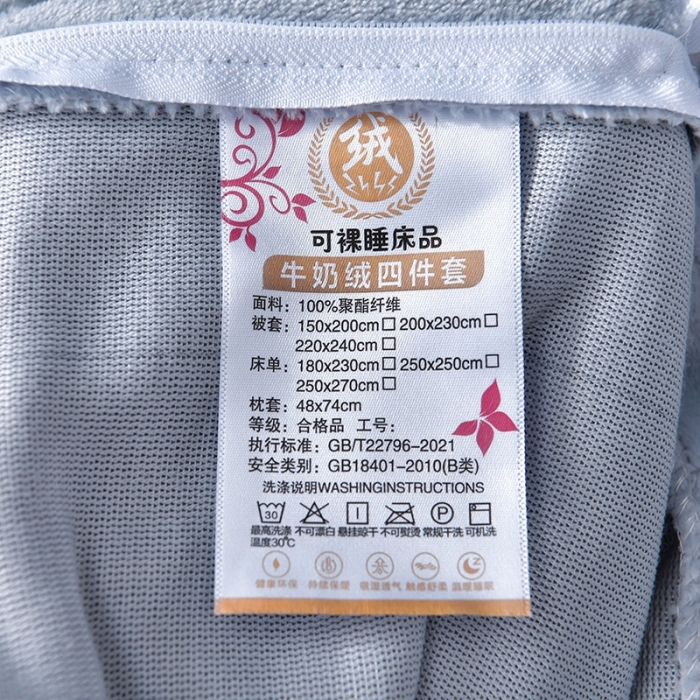 绒
可裸睡床品
牛奶绒四件套
面料：100%聚酯纤维
被套：150x200cm□ 200x230cm□
220x240cm□
床单：180x230cm□ 250x250cm□
250x270cm□
枕套：48x74cm
等级：合格品 工号：
执行标准：GB/T22796-2021
安全类别：GB18401-2010(B类)
洗涤说明WASHINGINSTRUCTIONS
30 P
最高洗涤 不可漂白 悬挂晾干 不可熨烫 常规干洗 可机洗
温度30℃
健康环保 持续保暖 吸湿透气 触感舒柔 温暖睡眠